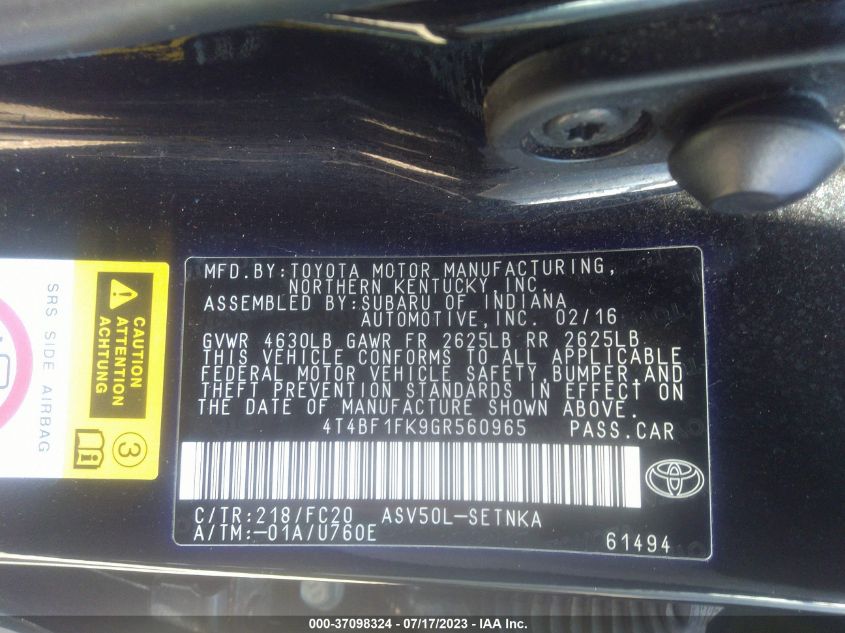 MFD.BY:TOYOTA MOTOR MANUFACTURING,
NORTHERN KENTUCKY,INC.
ASSEMBLED BY:SUBARU OF INDIANA
AUTOMOTIVE,INC. 02/16
GVWR 4630LB GAWR FR 2625LB RR 2625LB
THIS VEHICLE CONFORMS TO ALL APPLICABLE
FEDERAL MOTOR VEHICLE SAFETY,BUMPER,AND
THEFT PREVENTION STANDARDS IN EFFECT ON
THE DATE OF MANUFACTURE SHOWN ABOVE.
4T4BF1FK9GR560965 PASS.CAR
C/TR:218/FC20 ASV50L-SETNKA
A/TM:-01A/U760E
61494
SRS SIDE AIRBAG
CAUTION
ATTENTION
ACHTUNG
i
3
000-37098324 / 07/17/2023 - IAA Inc.